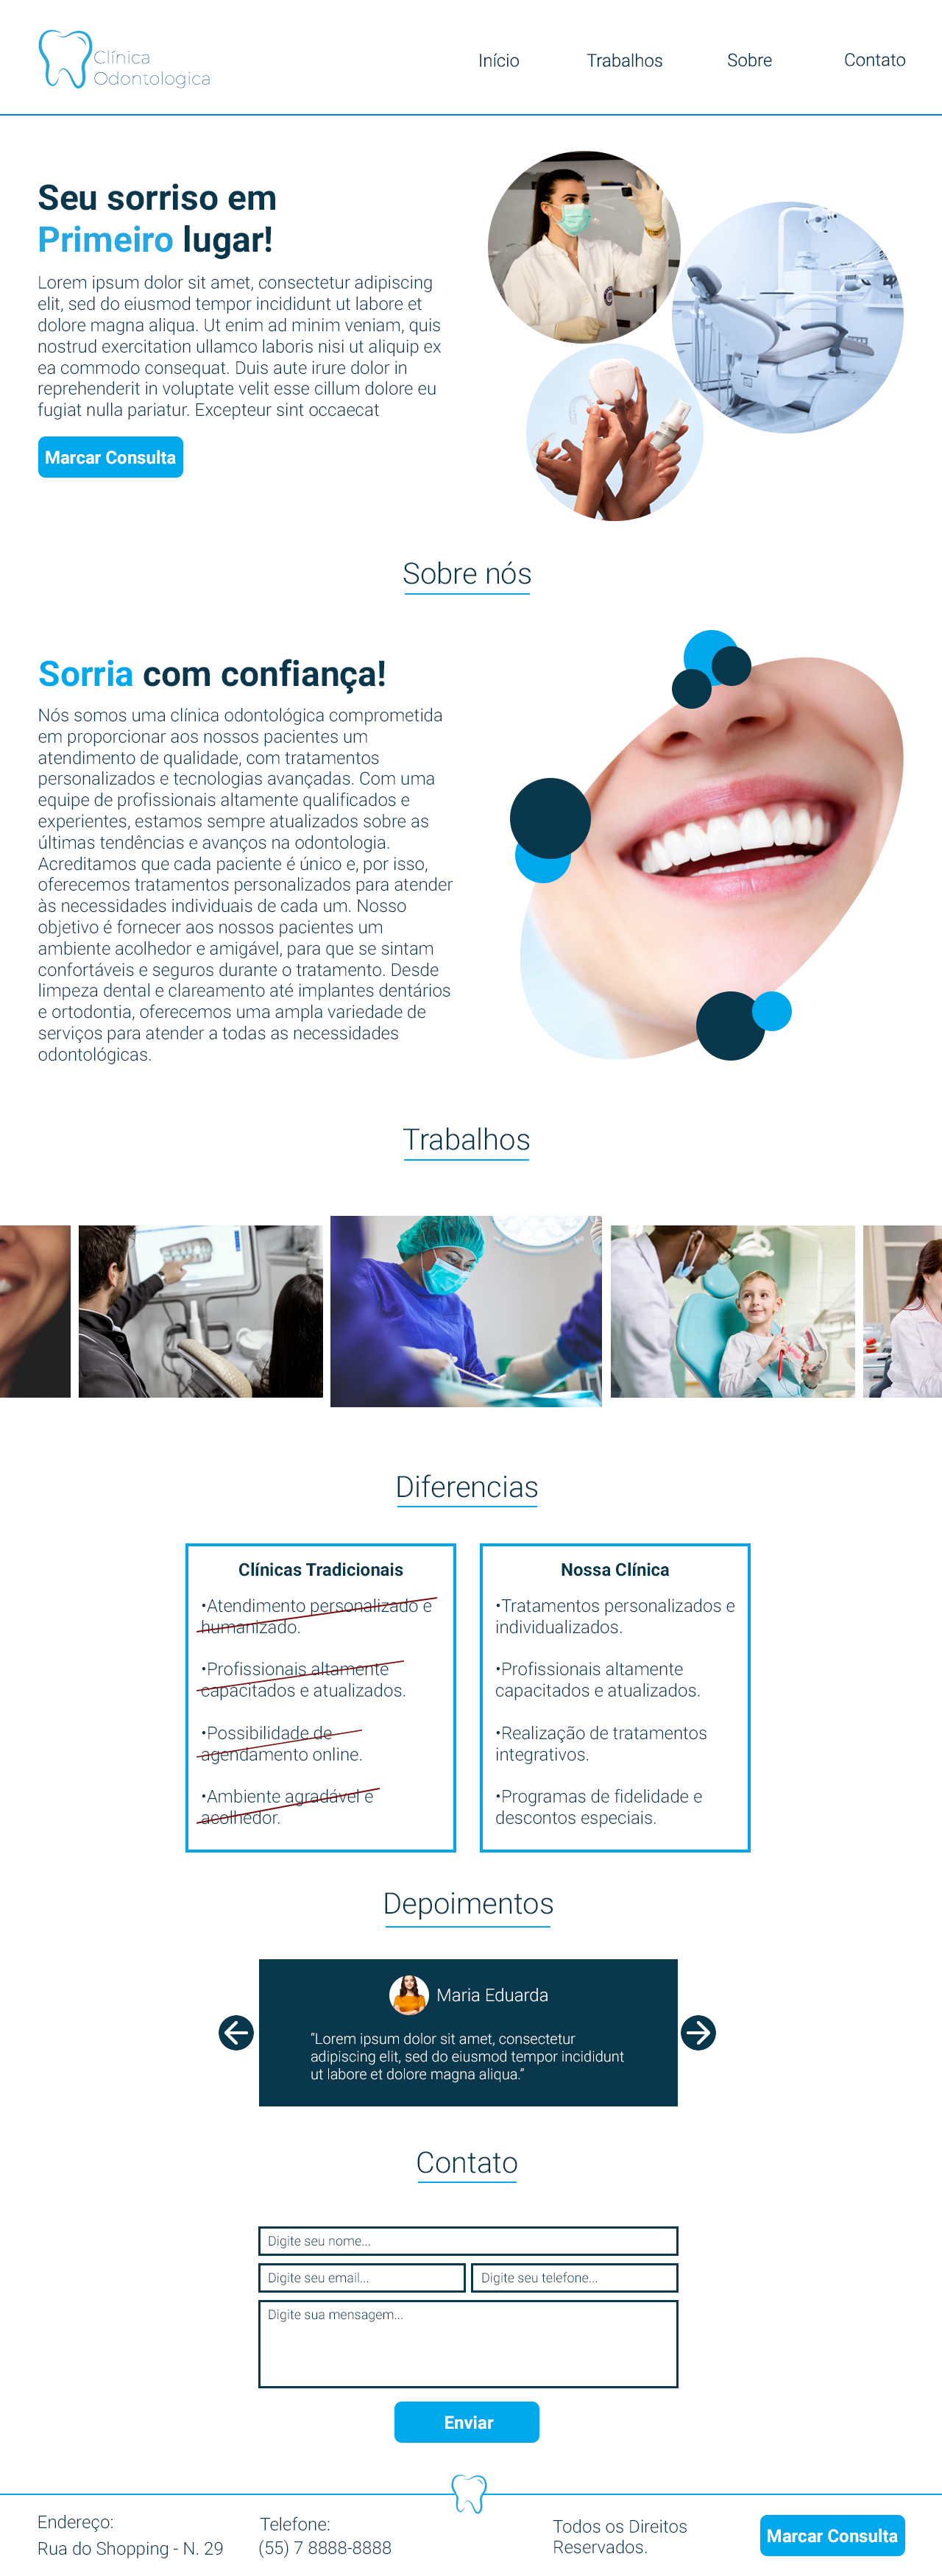 Clínica
Odontologica
Início
Trabalhos
Sobre
Contato
Seu sorriso em
Primeiro lugar!
Lorem ipsum dolor sit amet, consectetur adipiscing
elit, sed do eiusmod tempor incididunt ut labore et
dolore magna aliqua. Ut enim ad minim veniam, quis
nostrud exercitation ullamco laboris nisi ut aliquip ex
ea commodo consequat. Duis aute irure dolor in
reprehenderit in voluptate velit esse cillum dolore eu
fugiat nulla pariatur. Excepteur sint occaecat
Marcar Consulta
Sobre nós
Sorria com confiança!
Nós somos uma clínica odontológica comprometida
em proporcionar aos nossos pacientes um
atendimento de qualidade, com tratamentos
personalizados e tecnologias avançadas. Com uma
equipe de profissionais altamente qualificados e
experientes, estamos sempre atualizados sobre as
últimas tendências e avanços na odontologia.
Acreditamos que cada paciente é único e, por isso,
oferecemos tratamentos personalizados para atender
às necessidades individuais de cada um. Nosso
objetivo é fornecer aos nossos pacientes um
ambiente acolhedor e amigável, para que se sintam
confortáveis e seguros durante o tratamento. Desde
limpeza dental e clareamento até implantes dentários
e ortodontia, oferecemos uma ampla variedade de
serviços para atender a todas as necessidades
odontológicas.
Trabalhos
Diferencias
Clínicas Tradicionais
•Atendimento personalizado e
humanizado.
•Profissionais altamente
capacitados e atualizados.
•Possibilidade de
agendamento online.
•Ambiente agradável e
acolhedor.
Nossa Clínica
•Tratamentos personalizados e
individualizados.
•Profissionais altamente
capacitados e atualizados.
•Realização de tratamentos
integrativos.
•Programas de fidelidade e
descontos especiais.
Depoimentos
Maria Eduarda
“Lorem ipsum dolor sit amet, consectetur
adipiscing elit, sed do eiusmod tempor incididunt
ut labore et dolore magna aliqua.”
Contato
Digite seu nome...
Digite seu email...
Digite seu telefone...
Digite sua mensagem...
Enviar
Endereço:
Rua do Shopping - N. 29
Telefone:
(55) 7 8888-8888
Todos os Direitos
Reservados.
Marcar Consulta